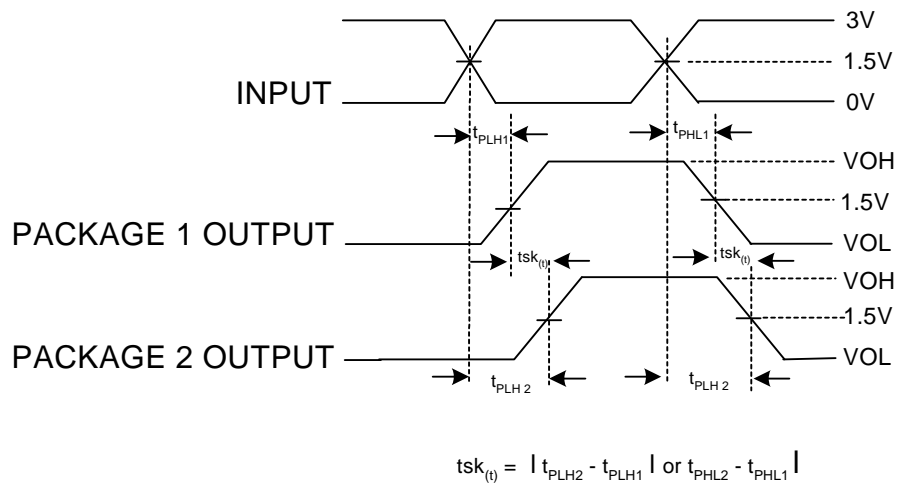 3V
1.5V
INPUT
0V
tPLH1
tPHL1
VOH
1.5V
PACKAGE 1 OUTPUT
VOL
tsk(t)
tsk(t)
VOH
1.5V
PACKAGE 2 OUTPUT
VOL
tPLH 2
tPLH 2
tsk(t) = | tPLH2 - tPLH1 | or tPHL2 - tPHL1 |